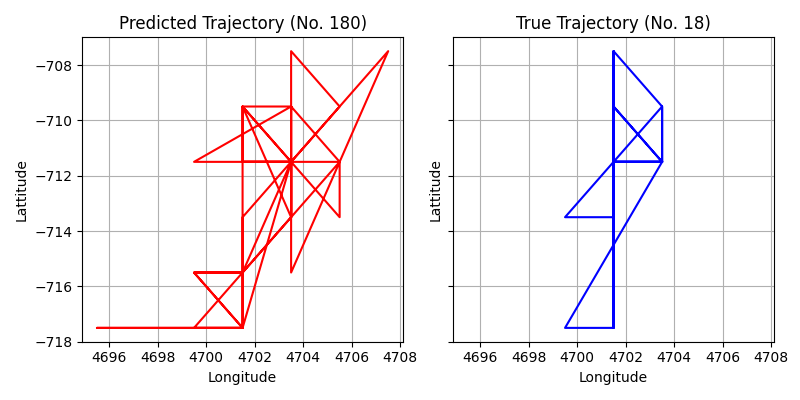 Predicted Trajectory (No. 180)
True Trajectory (No. 18)
−708
−710
−712
−714
−716
−718
Lattitude
Lattitude
4696 4698 4700 4702 4704 4706 4708
4696 4698 4700 4702 4704 4706 4708
Longitude
Longitude